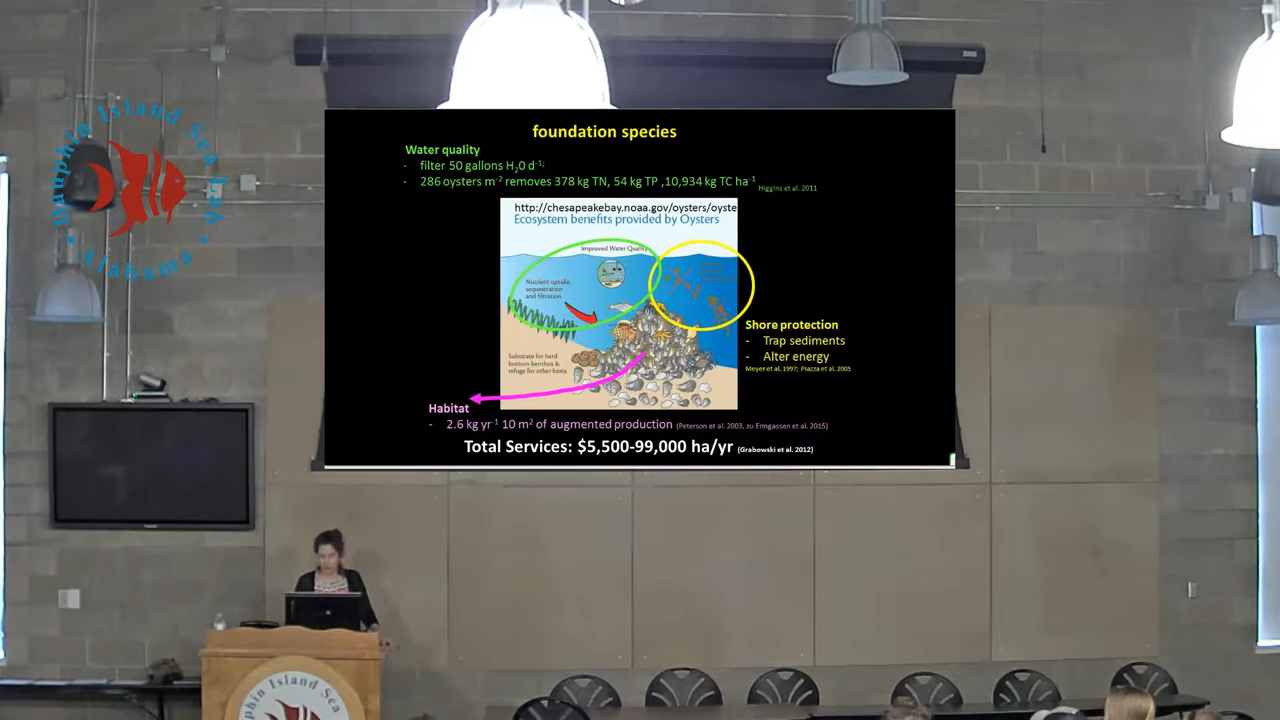 foundation species
Water quality
- filter 50 gallons H₂0 d⁻¹;
- 286 oysters m⁻² removes 378 kg TN, 54 kg TP ,10,934 kg TC ha⁻¹ Higgins et al. 2011
http://chesapeakebay.noaa.gov/oysters/oyste
Ecosystem benefits provided by Oysters
Improved Water Quality
Nutrient uptake,
sequestration
and filtration
Substrate for hard
bottom benthos &
refuge for other biota
Shore protection
- Trap sediments
- Alter energy
Meyer et al. 1997; Piazza et al. 2005
Habitat
- 2.6 kg yr⁻¹ 10 m² of augmented production (Peterson et al. 2003, zu Ermgassen et al. 2015)
Total Services: $5,500-99,000 ha/yr (Grabowski et al. 2012)
Dauphin Island Sea Lab
• Alabama •
Dauphin Island Sea